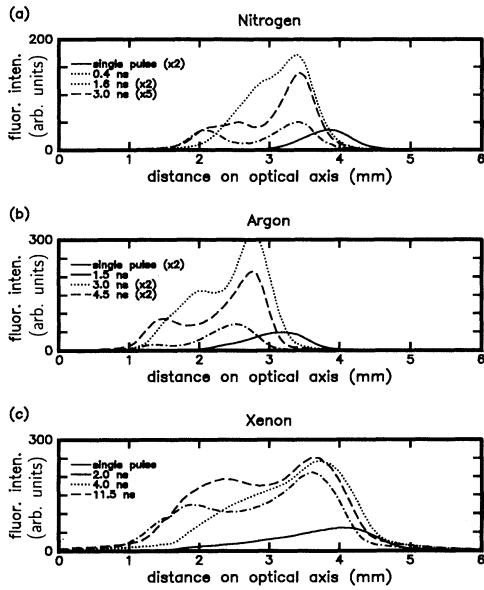 (a)
Nitrogen
fluor. inten.
(arb. units)
200
100
0
single pulse (x2)
0.4 ns
1.6 ns (x2)
3.0 ns (x5)
0 1 2 3 4 5 6
distance on optical axis (mm)
(b)
Argon
fluor. inten.
(arb. units)
300
0
single pulse (x2)
1.5 ns
3.0 ns (x2)
4.5 ns (x2)
0 1 2 3 4 5 6
distance on optical axis (mm)
(c)
Xenon
fluor. inten.
(arb. units)
300
0
single pulse
2.0 ns
4.0 ns
11.5 ns
0 1 2 3 4 5 6
distance on optical axis (mm)